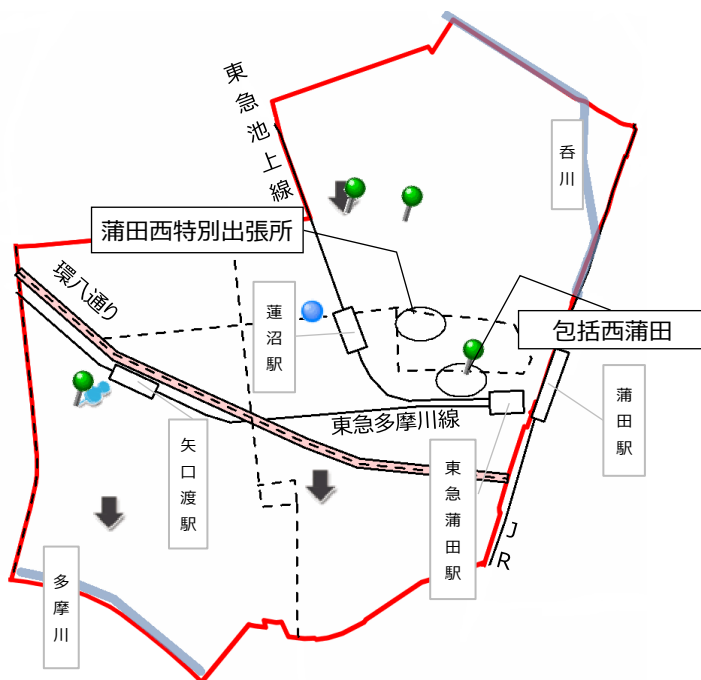 東急池上線
呑川
蒲田西特別出張所
環八通り
蓮沼駅
包括西蒲田
東急多摩川線
蒲田駅
矢口渡駅
東急蒲田駅
JR
多摩川